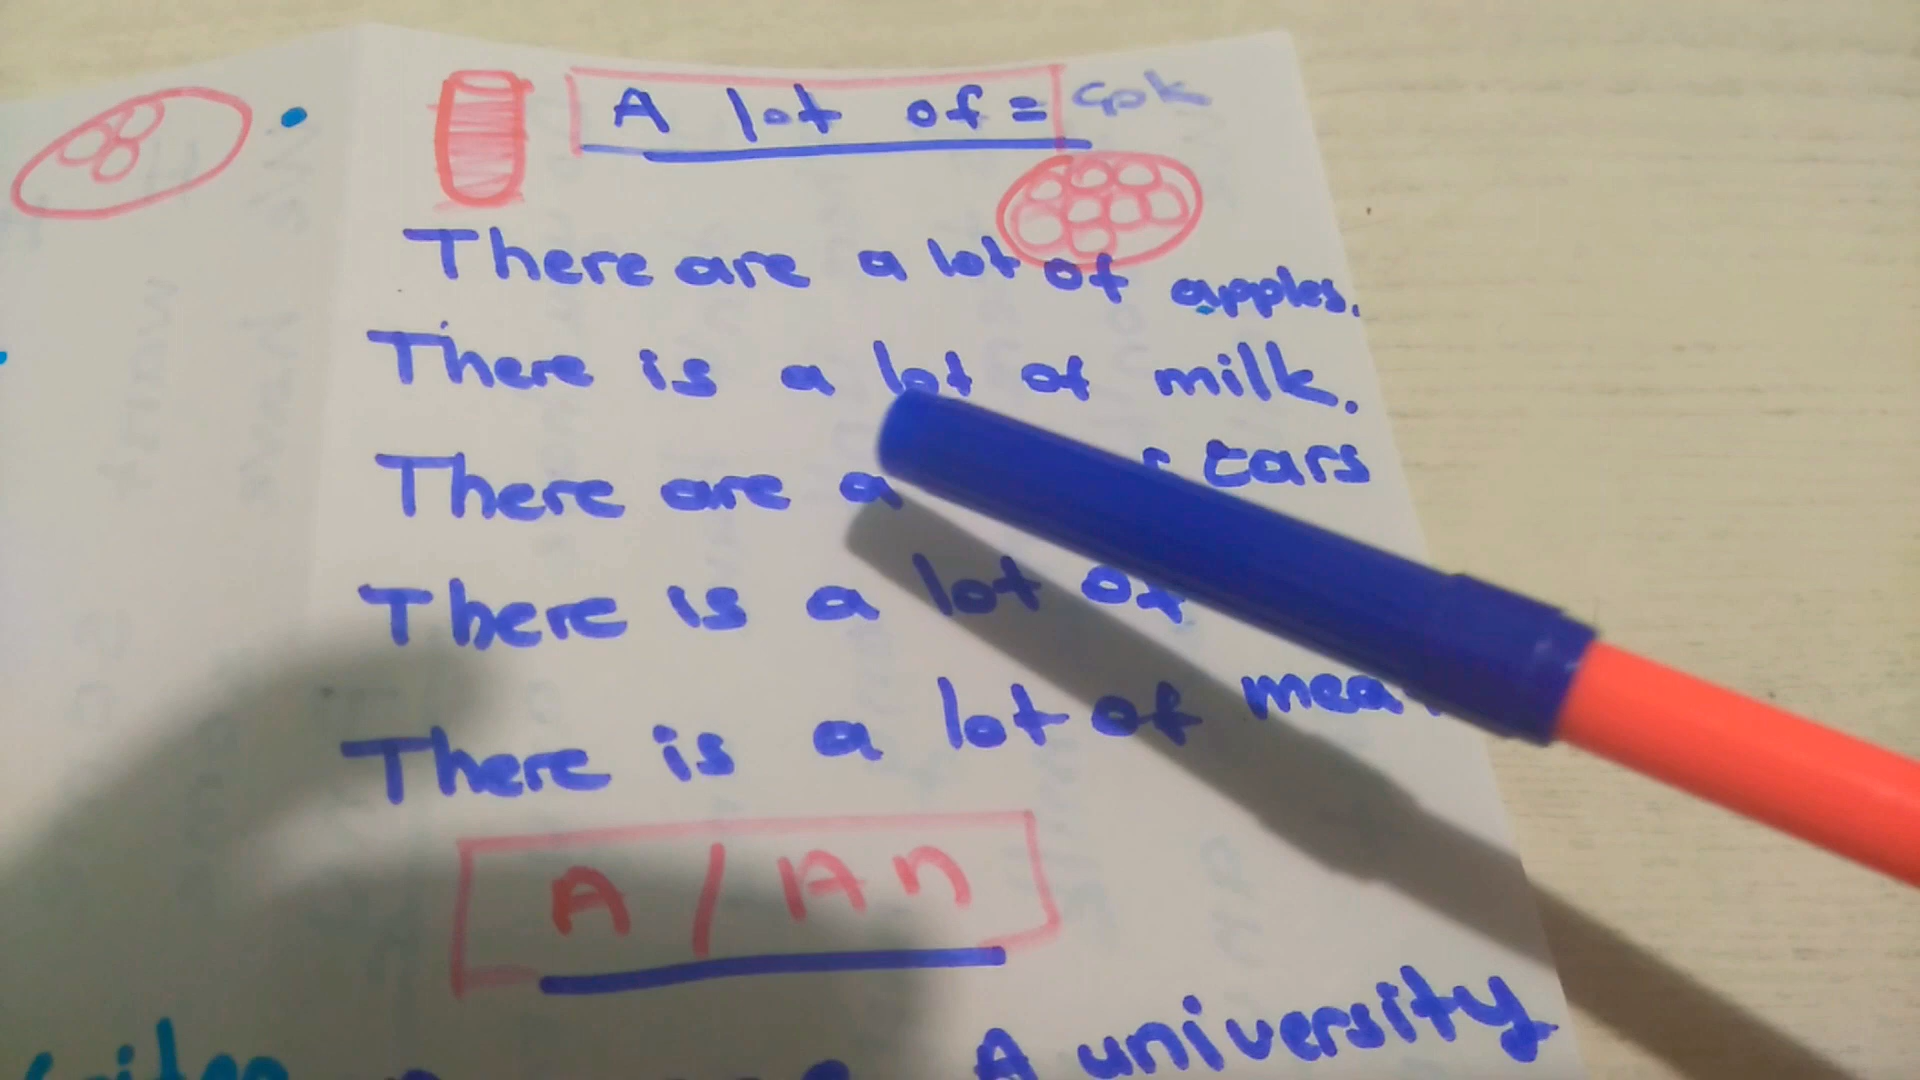 A lot of = çok
There are a lot of apples.
There is a lot of milk.
There are a cars
There is a lot of
There is a lot of meat
A / An
A university